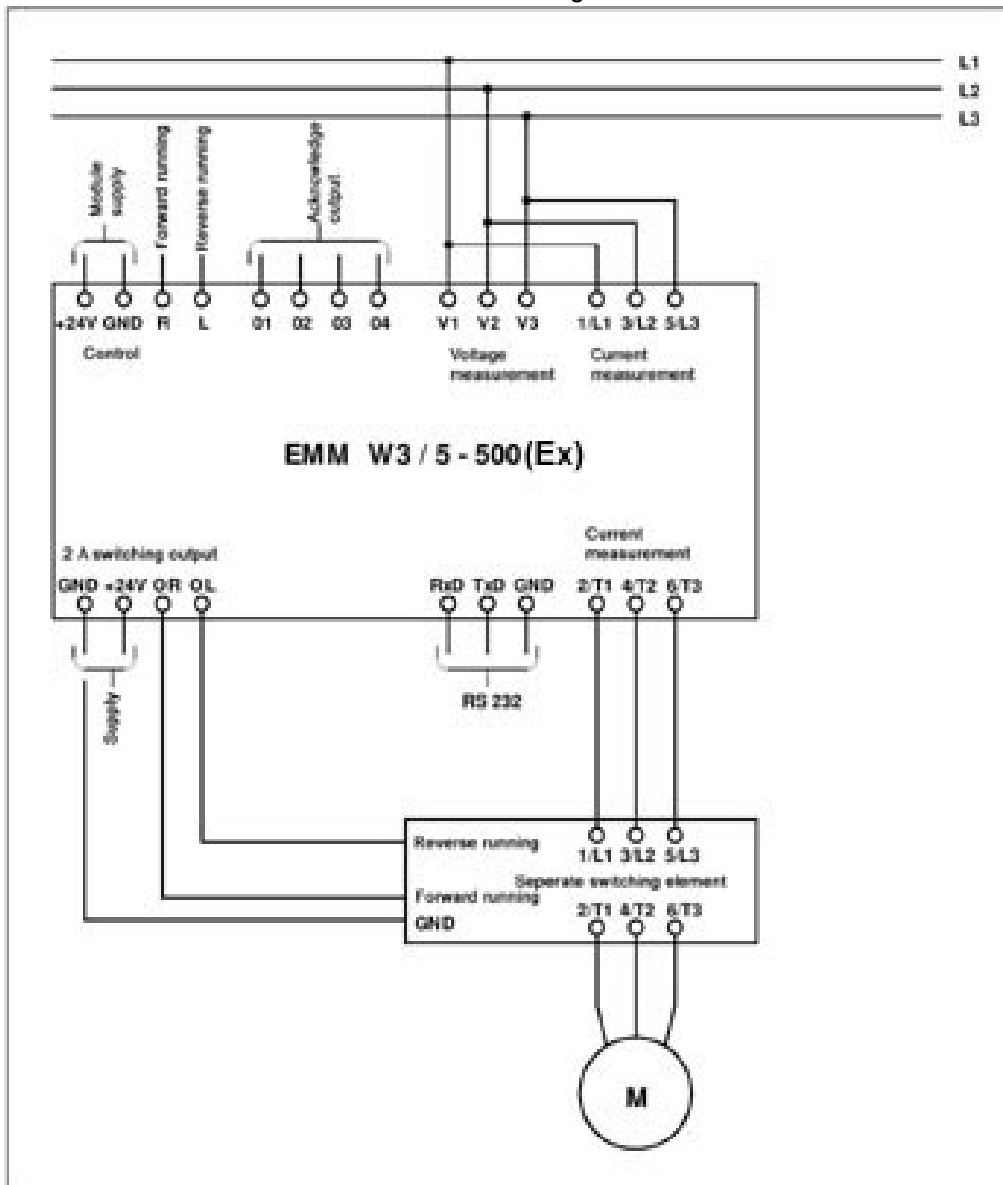 L1
L2
L3
Module
supply
Forward running
Reverse running
Acknowledge
output
+24V GND R L 01 02 03 04 V1 V2 V3 1/L1 3/L2 5/L3
Control
Voltage
measurement
Current
measurement
EMM W3 / 5 - 500(Ex)
2 A switching output
Current
measurement
GND +24V OR OL RxD TxD GND 2/T1 4/T2 6/T3
Supply
RS 232
Reverse running
1/L1 3/L2 5/L3
Seperate switching element
Forward running
2/T1 4/T2 6/T3
GND
M